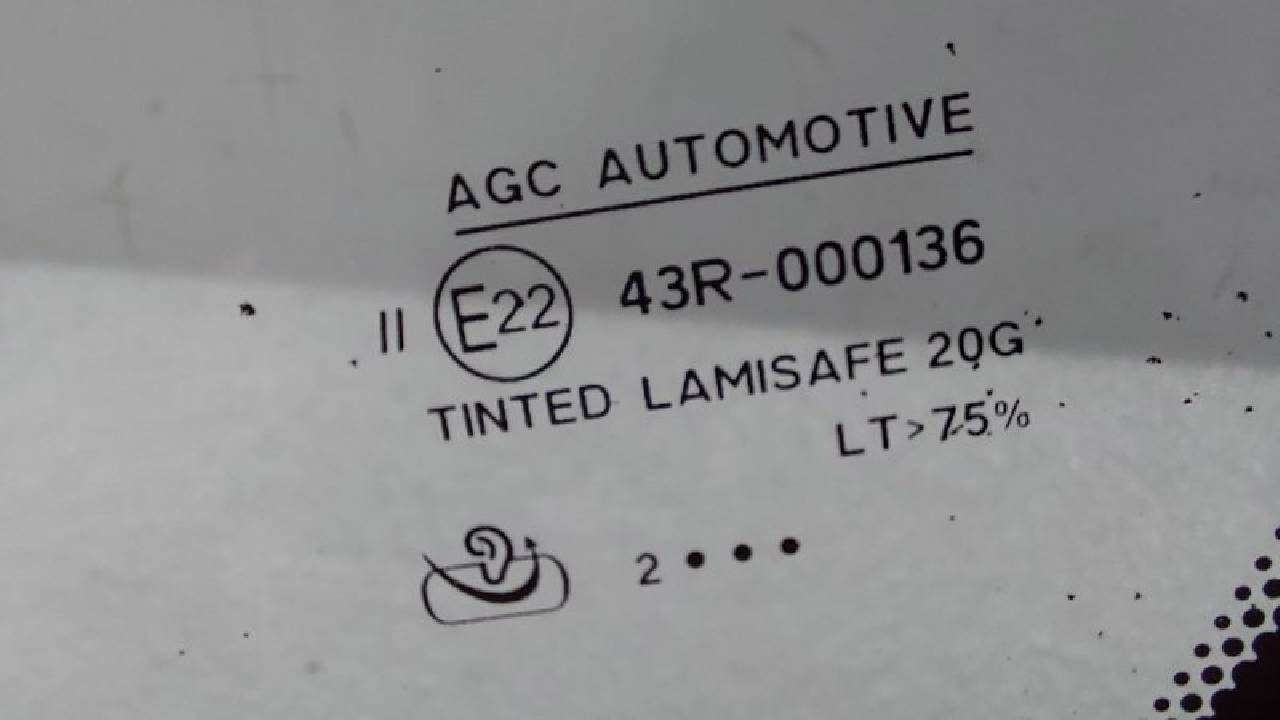 AGC AUTOMOTIVE
II E22 43R-000136
TINTED LAMISAFE 20G
LT>75%
2 • • •